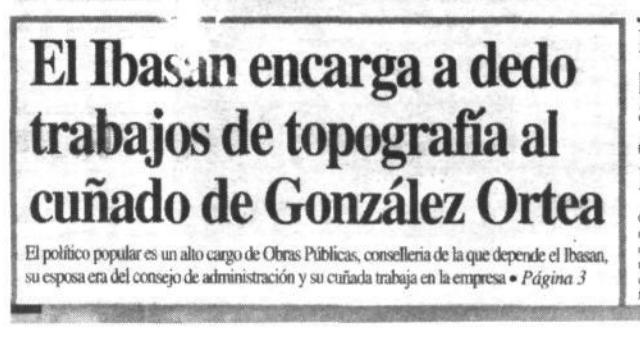 El Ibasan encarga a dedo
trabajos de topografía al
cuñado de González Ortea
El político popular es un alto cargo de Obras Públicas, conselleria de la que depende el Ibasan,
su esposa era del consejo de administración y su cuñada trabaja en la empresa • Página 3